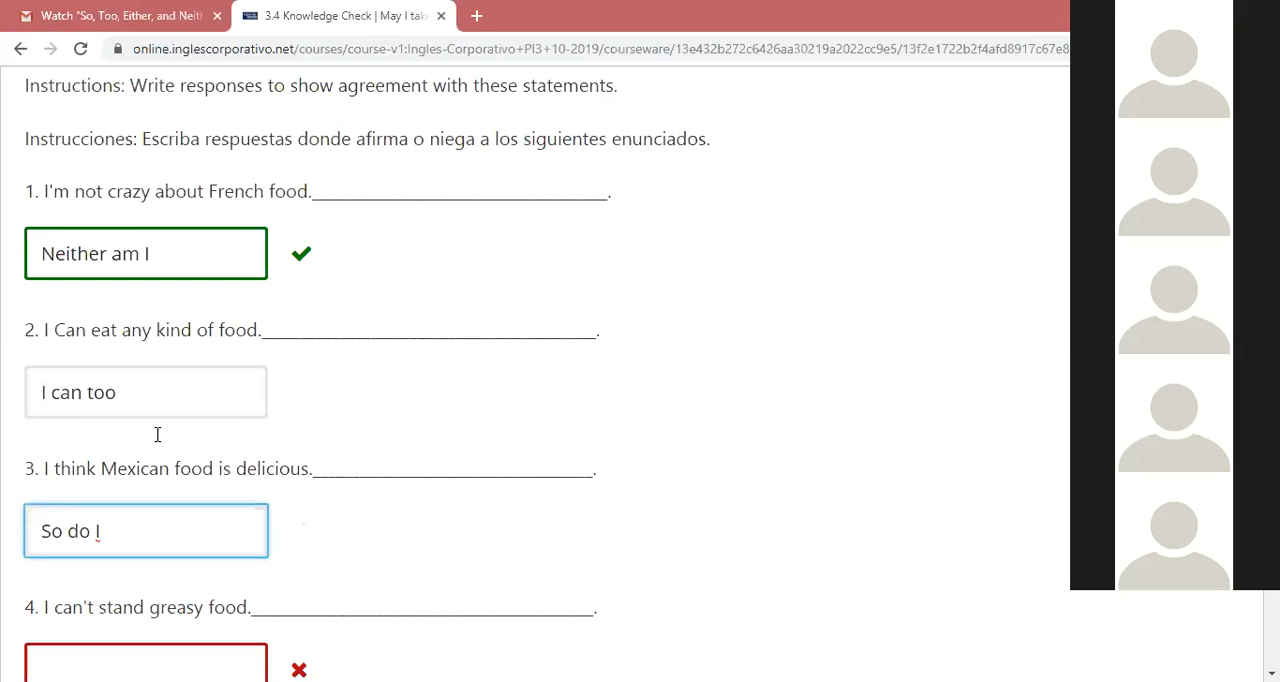 Watch "So, Too, Either, and Neith
3.4 Knowledge Check | May I tak
online.inglescorporativo.net/courses/course-v1:Ingles-Corporativo+PI3+10-2019/courseware/13e432b272c6426aa30219a2022cc9e5/13f2e1722b2f4afd8917c67e8
Instructions: Write responses to show agreement with these statements.
Instrucciones: Escriba respuestas donde afirma o niega a los siguientes enunciados.
1. I'm not crazy about French food.________________________________.
Neither am I
2. I Can eat any kind of food.____________________________________.
I can too
3. I think Mexican food is delicious.______________________________.
So do I
4. I can't stand greasy food._____________________________________.